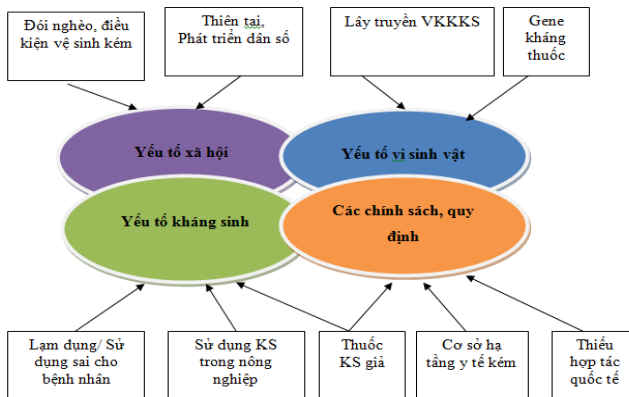 Đói nghèo, điều
kiện vệ sinh kém
Thiên tai,
Phát triển dân số
Lây truyền VKKKS
Gene
kháng
thuốc
Yếu tố xã hội
Yếu tố vi sinh vật
Yếu tố kháng sinh
Các chính sách, quy
định
Lạm dụng/ Sử
dụng sai cho
bệnh nhân
Sử dụng KS
trong nông
nghiệp
Thuốc
KS giả
Cơ sở hạ
tầng y tế kém
Thiếu
hợp tác
quốc tế